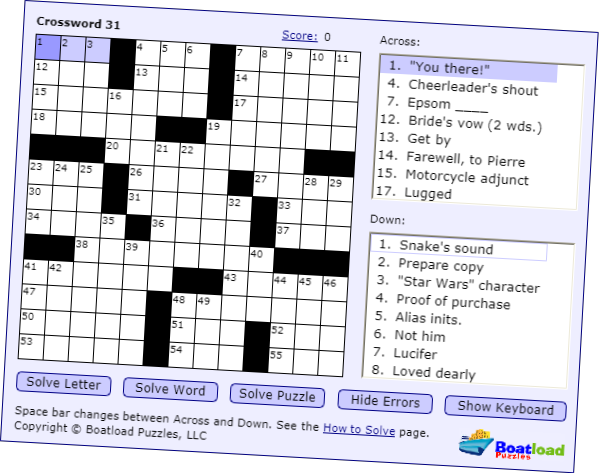 Crossword 31
Score: 0
1 2 3 4 5 6 7 8 9 10 11
12 13 14
15 16 17
18 19
20 21 22
23 24 25 26 27 28 29
30 31 32 33
34 35 36 37
38 39 40
41 42 43 44 45 46
47 48 49
50 51 52
53 54 55
Across:
1. "You there!"
4. Cheerleader's shout
7. Epsom ____
12. Bride's vow (2 wds.)
13. Get by
14. Farewell, to Pierre
15. Motorcycle adjunct
17. Lugged
Down:
1. Snake's sound
2. Prepare copy
3. "Star Wars" character
4. Proof of purchase
5. Alias inits.
6. Not him
7. Lucifer
8. Loved dearly
Solve Letter Solve Word Solve Puzzle Hide Errors Show Keyboard
Space bar changes between Across and Down. See the How to Solve page.
Copyright © Boatload Puzzles, LLC
Boatload
Puzzles